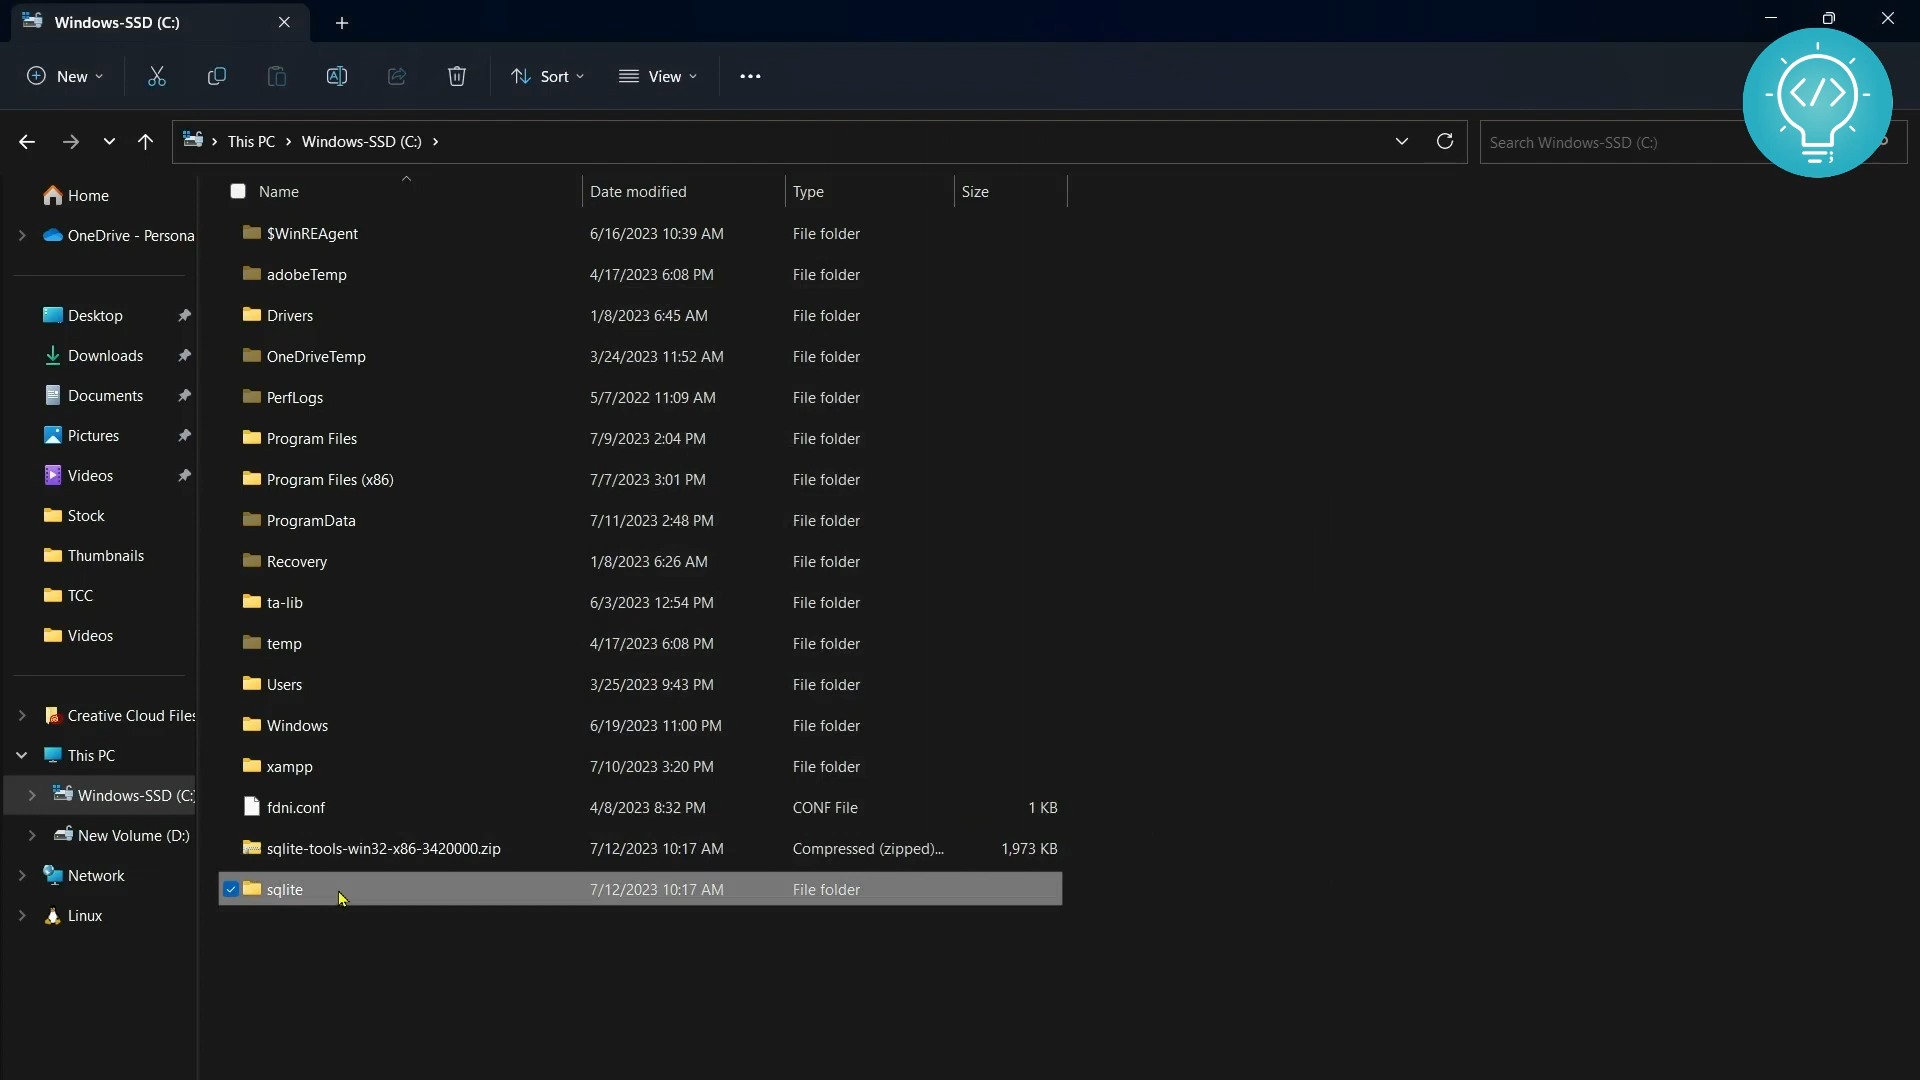 Windows-SSD (C:)
New
Sort
View
This PC > Windows-SSD (C:) >
Search Windows-SSD (C:)
Home
OneDrive - Persona
Desktop
Downloads
Documents
Pictures
Videos
Stock
Thumbnails
TCC
Videos
Creative Cloud Files
This PC
Windows-SSD (C:)
New Volume (D:)
Network
Linux
Name Date modified Type Size
$WinREAgent 6/16/2023 10:39 AM File folder
adobeTemp 4/17/2023 6:08 PM File folder
Drivers 1/8/2023 6:45 AM File folder
OneDriveTemp 3/24/2023 11:52 AM File folder
PerfLogs 5/7/2022 11:09 AM File folder
Program Files 7/9/2023 2:04 PM File folder
Program Files (x86) 7/7/2023 3:01 PM File folder
ProgramData 7/11/2023 2:48 PM File folder
Recovery 1/8/2023 6:26 AM File folder
ta-lib 6/3/2023 12:54 PM File folder
temp 4/17/2023 6:08 PM File folder
Users 3/25/2023 9:43 PM File folder
Windows 6/19/2023 11:00 PM File folder
xampp 7/10/2023 3:20 PM File folder
fdni.conf 4/8/2023 8:32 PM CONF File 1 KB
sqlite-tools-win32-x86-3420000.zip 7/12/2023 10:17 AM Compressed (zipped)... 1,973 KB
sqlite 7/12/2023 10:17 AM File folder